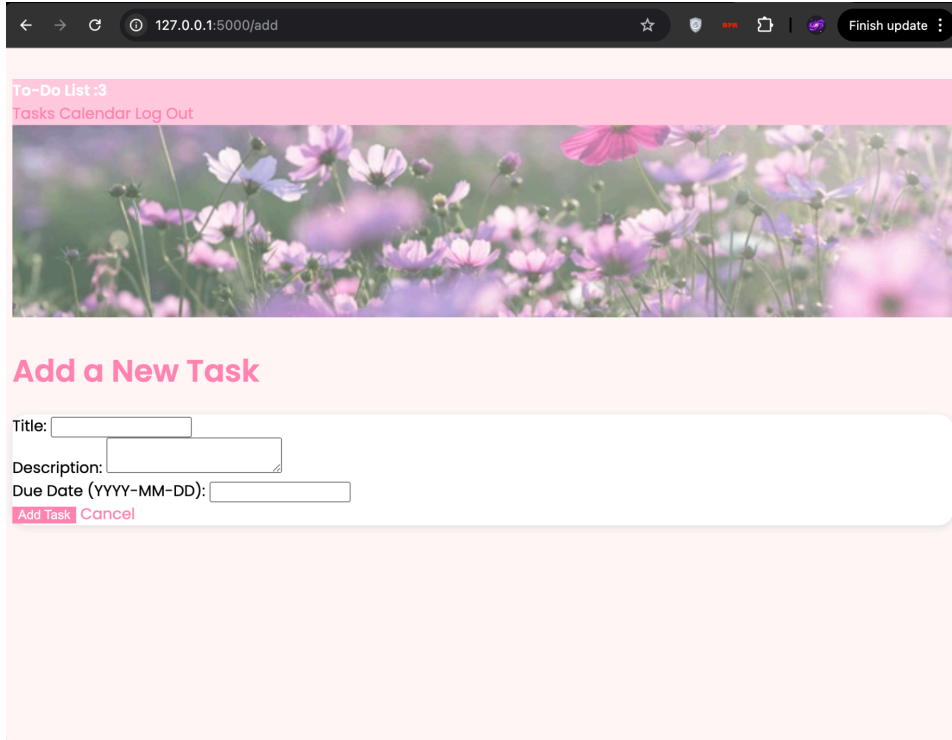 127.0.0.1:5000/add
Finish update
To-Do List :3
Tasks Calendar Log Out
Add a New Task
Title:
Description:
Due Date (YYYY-MM-DD):
Add Task Cancel